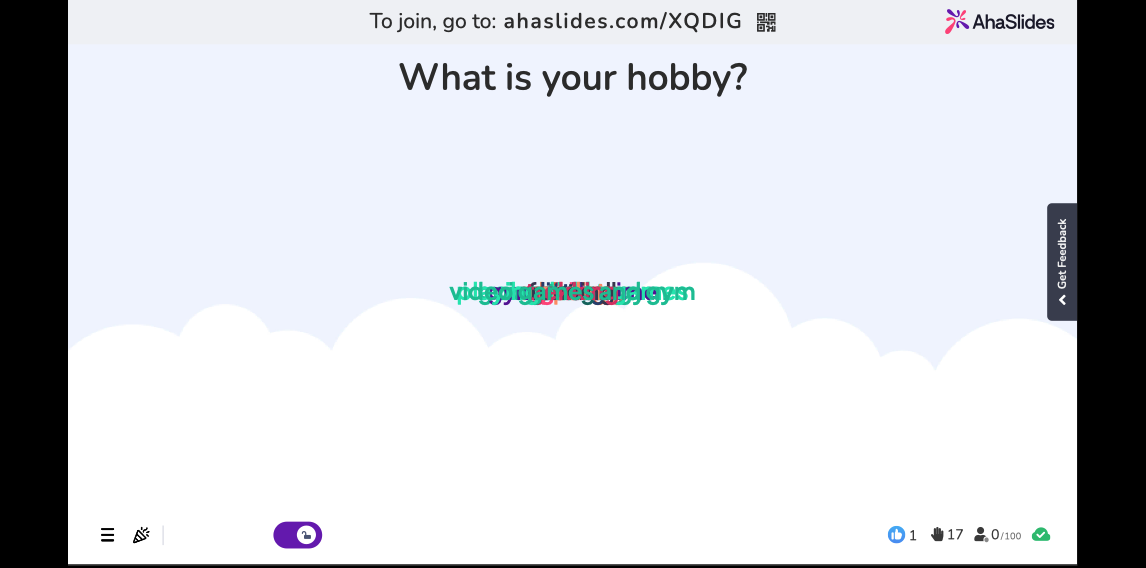 To join, go to: ahaslides.com/XQDIG
AhaSlides
What is your hobby?
Get Feedback
1
17
0/100